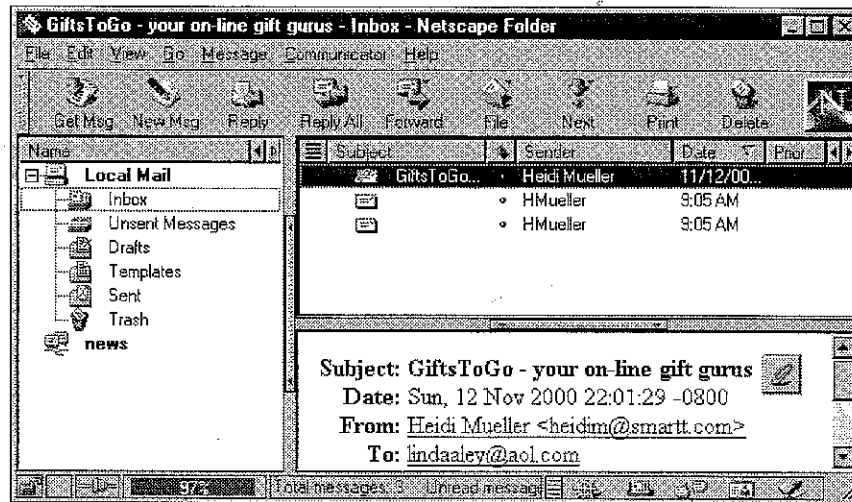 GiftsToGo - your on-line gift gurus - Inbox - Netscape Folder
File Edit View Go Message Communicator Help
Get Msg New Msg Reply Reply All Forward File Next Print Delete
Name
Local Mail
Inbox
Unsent Messages
Drafts
Templates
Sent
Trash
news
Subject Sender Date Prior...
GiftsToGo... Heidi Mueller 11/12/00...
HMueller 9:05 AM
HMueller 9:05 AM
Subject: GiftsToGo - your on-line gift gurus
Date: Sun, 12 Nov 2000 22:01:29 -0800
From: Heidi Mueller <heidim@smartt.com>
To: lindaaley@aol.com
97%
Total messages: 3 Unread messag